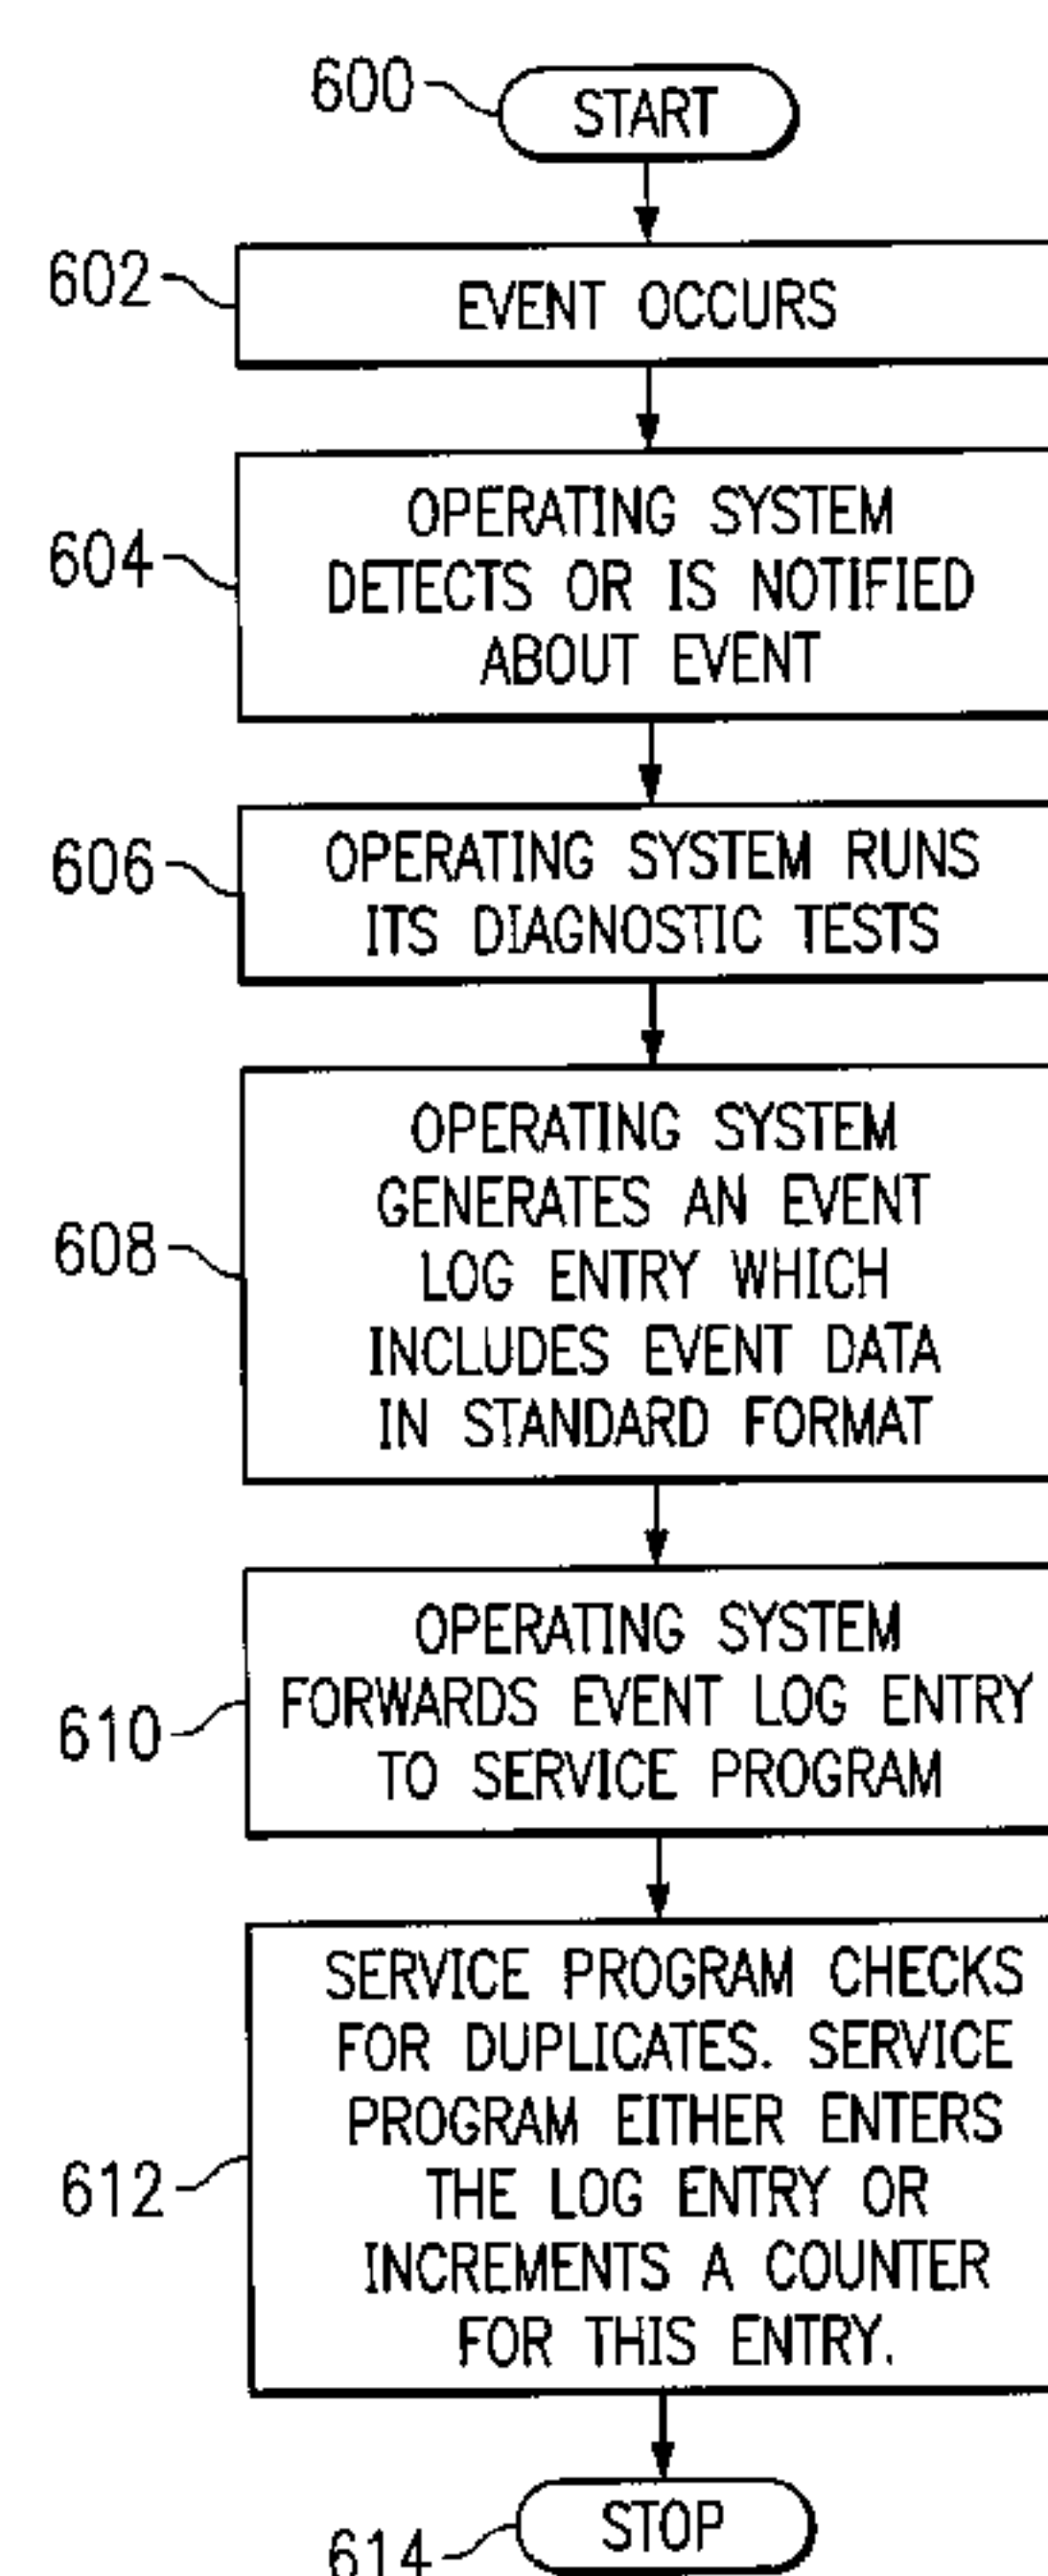 600
START
602
EVENT OCCURS
604
OPERATING SYSTEM
DETECTS OR IS NOTIFIED
ABOUT EVENT
606
OPERATING SYSTEM RUNS
ITS DIAGNOSTIC TESTS
608
OPERATING SYSTEM
GENERATES AN EVENT
LOG ENTRY WHICH
INCLUDES EVENT DATA
IN STANDARD FORMAT
610
OPERATING SYSTEM
FORWARDS EVENT LOG ENTRY
TO SERVICE PROGRAM
612
SERVICE PROGRAM CHECKS
FOR DUPLICATES. SERVICE
PROGRAM EITHER ENTERS
THE LOG ENTRY OR
INCREMENTS A COUNTER
FOR THIS ENTRY.
614
STOP